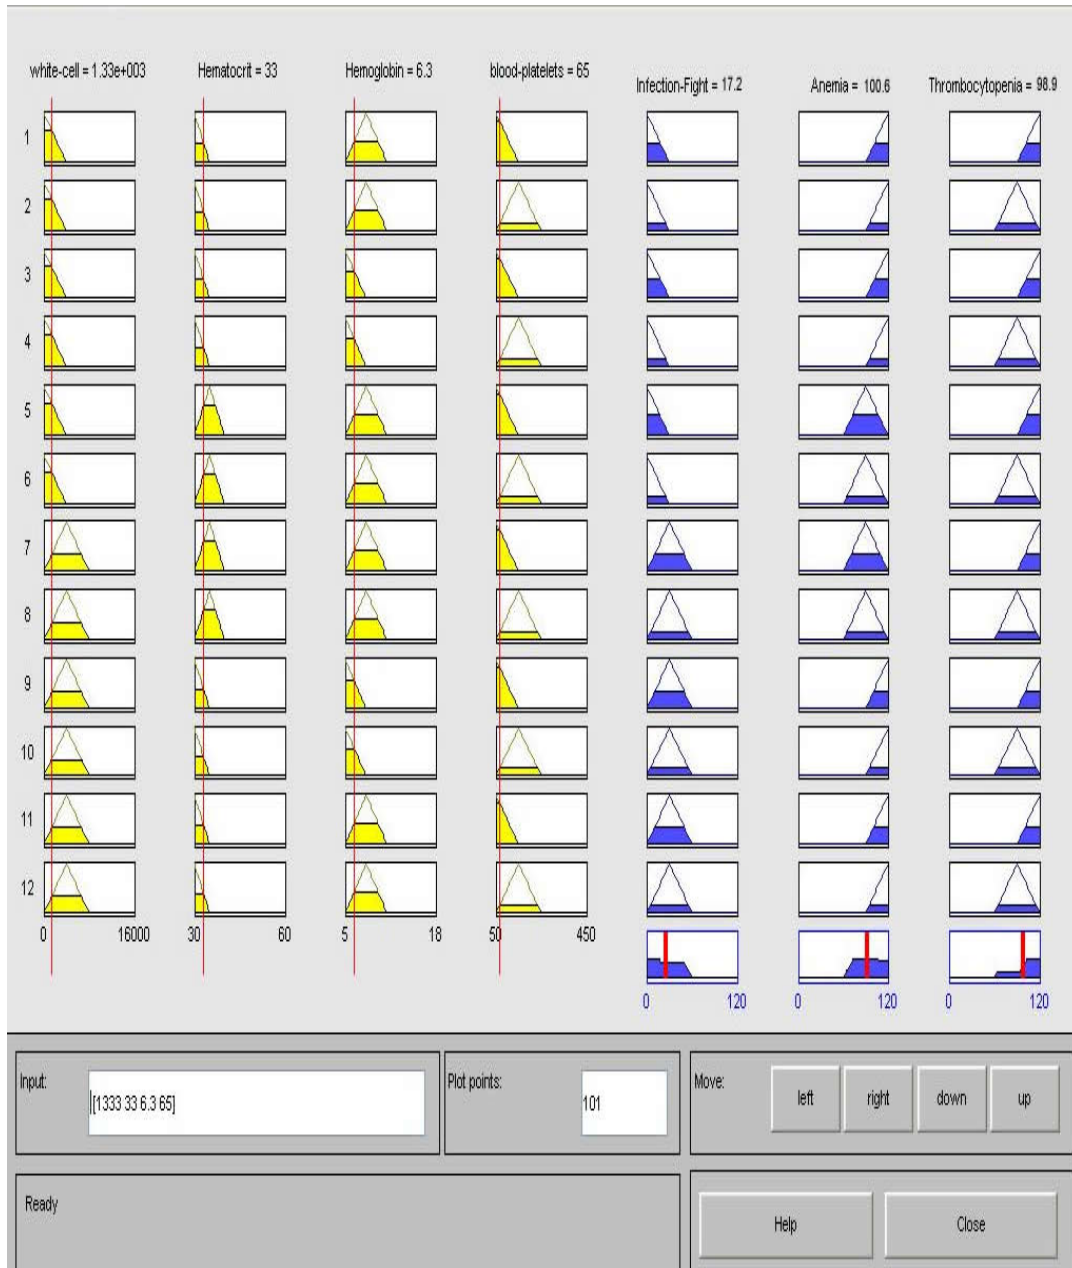 white-cell = 1.33e+003
Hematocrit = 33
Hemoglobin = 6.3
blood-platelets = 65
Infection-Fight = 17.2
Anemia = 100.6
Thrombocytopenia = 98.9
1
2
3
4
5
6
7
8
9
10
11
12
0 16000
30 60
5 18
50 450
0 120
0 120
0 120
Input:
[1333 33 6.3 65]
Plot points:
101
Move:
left
right
down
up
Ready
Help
Close